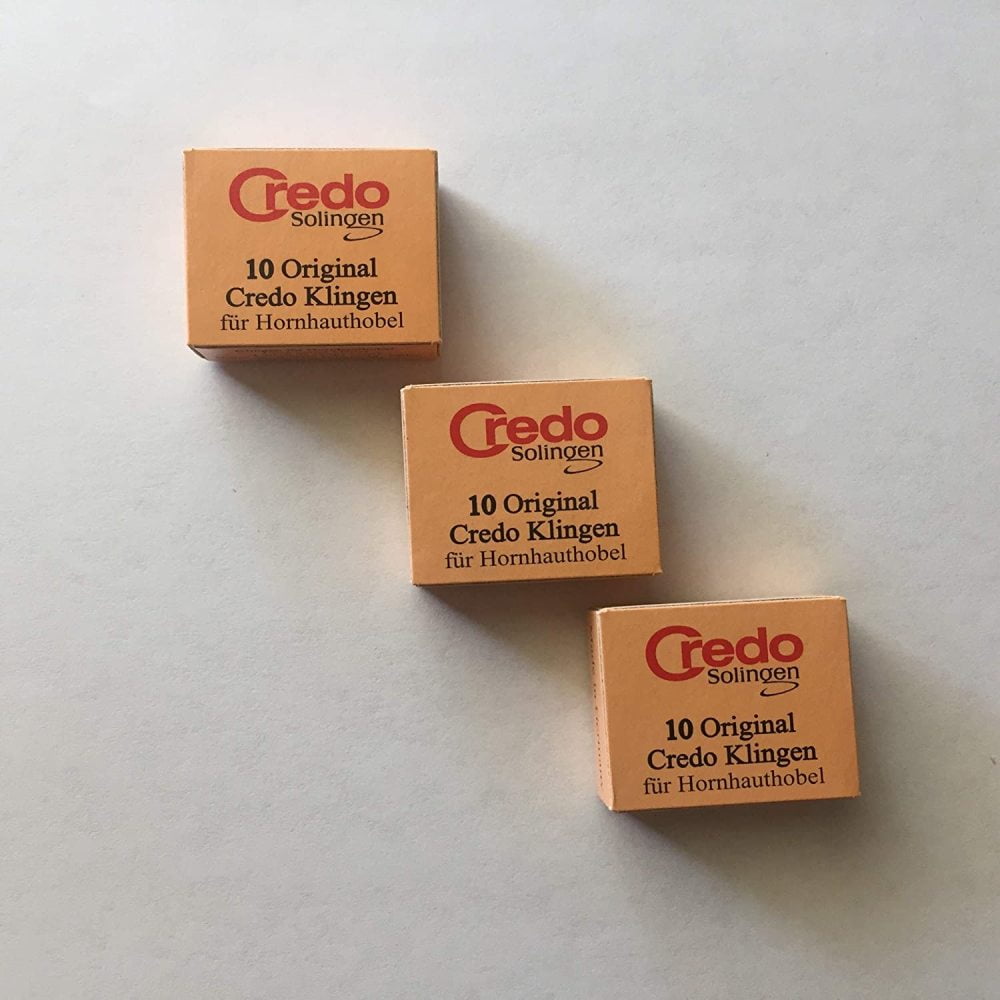 Credo
Solingen
10 Original
Credo Klingen
für Hornhauthobel
Credo
Solingen
10 Original
Credo Klingen
für Hornhauthobel
Credo
Solingen
10 Original
Credo Klingen
für Hornhauthobel